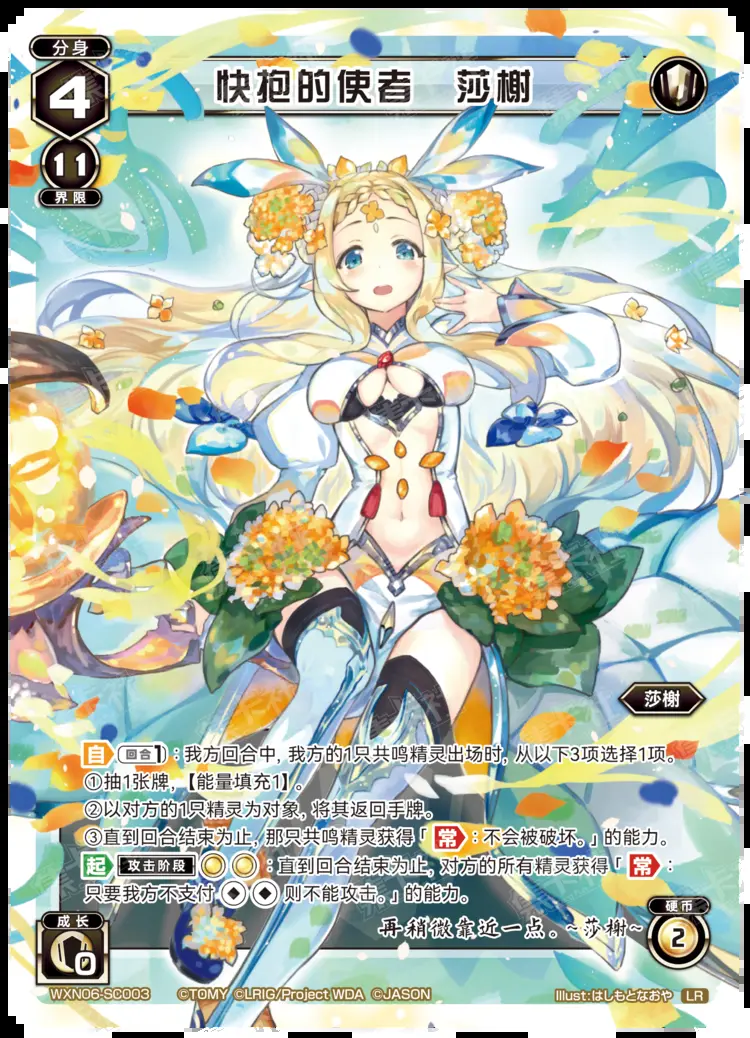 分身
4
快抱的使者 莎榭
11
界限
莎榭
自 回合1 : 我方回合中, 我方的1只共鸣精灵出场时, 从以下3项选择1项。
①抽1张牌, 【能量填充1】。
②以对方的1只精灵为对象, 将其返回手牌。
③直到回合结束为止, 那只共鸣精灵获得「 常 : 不会被破坏。」的能力。
起 攻击阶段 : 直到回合结束为止, 对方的所有精灵获得「 常 :
只要我方不支付 则不能攻击。」的能力。
再稍微靠近一点。~莎榭~
成长
0
硬币
2
WXN06-SC003 ©TOMY ©LRIG/Project WDA ©JASON
Illust:はしもとなおや LR